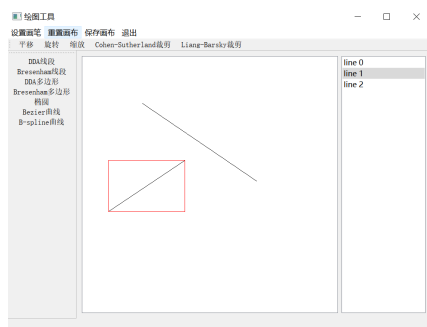 绘图工具
设置画笔 重置画布 保存画布 退出
平移 旋转 缩放 Cohen-Sutherland裁剪 Liang-Barsky裁剪
DDA线段
Bresenham线段
DDA多边形
Bresenham多边形
椭圆
Bezier曲线
B-spline曲线
line 0
line 1
line 2